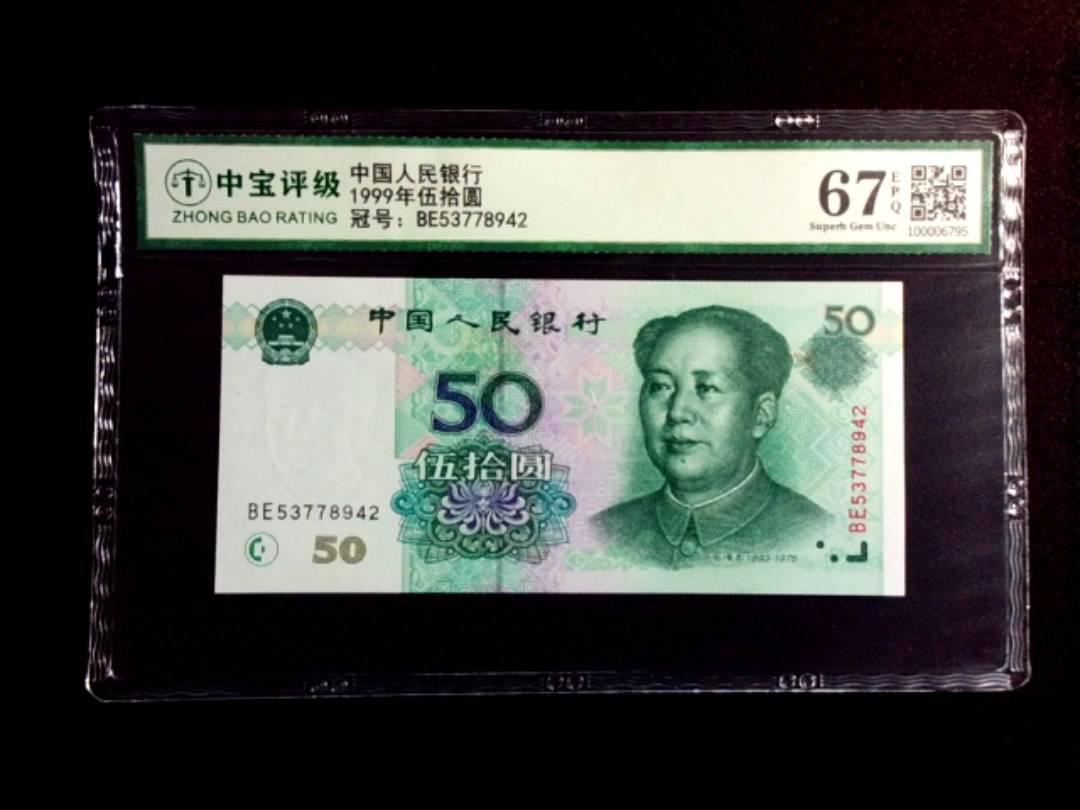 中宝评级
ZHONG BAO RATING
中国人民银行
1999年伍拾圆
冠号：BE53778942
67
EPQ
Superb Gem Unc
100006795
中国人民银行
50
50
伍拾圆
BE53778942
50
BE53778942
1893-1976